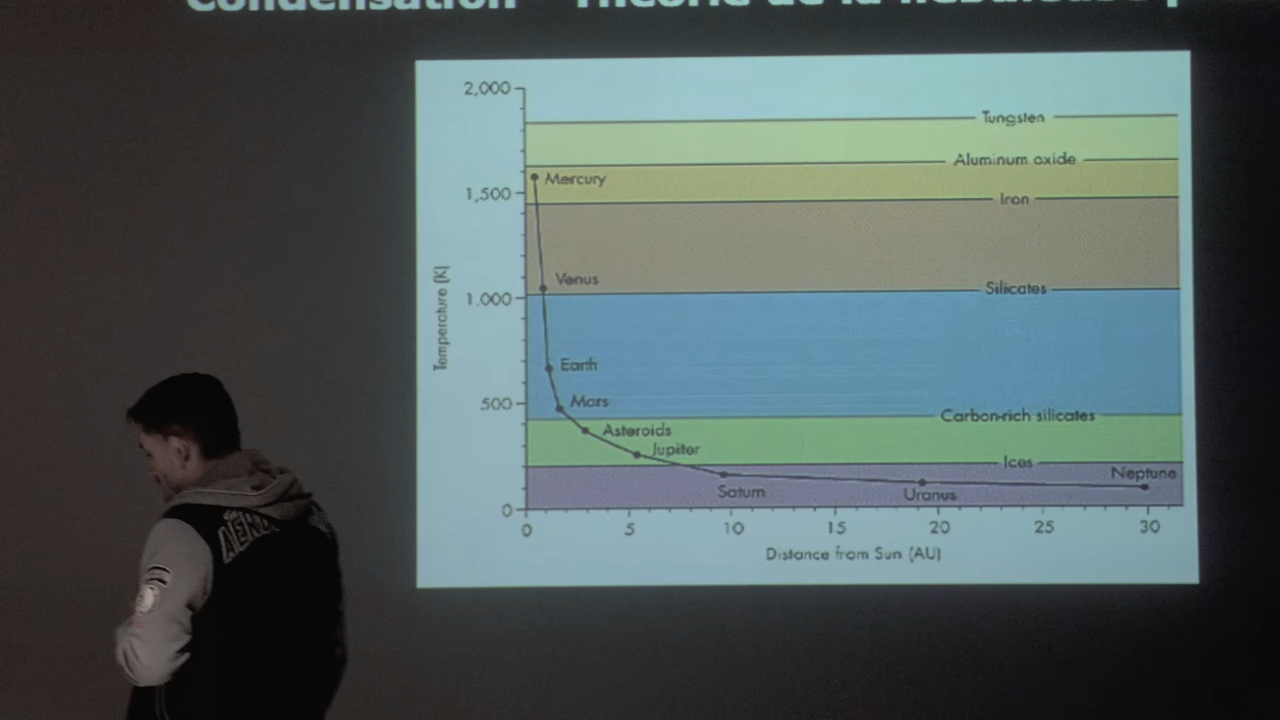 Condensation
Théorie de la
2,000
Tungsten
Aluminum oxide
Mercury
1,500
Iron
Venus
Silicates
1.000
Temperature (K)
Earth
Mars
500
Carbon-rich silicates
Asteroids
Jupiter
Ices
Neptune
Saturn
Uranus
0
0 5 10 15 20 25 30
Distance from Sun (AU)